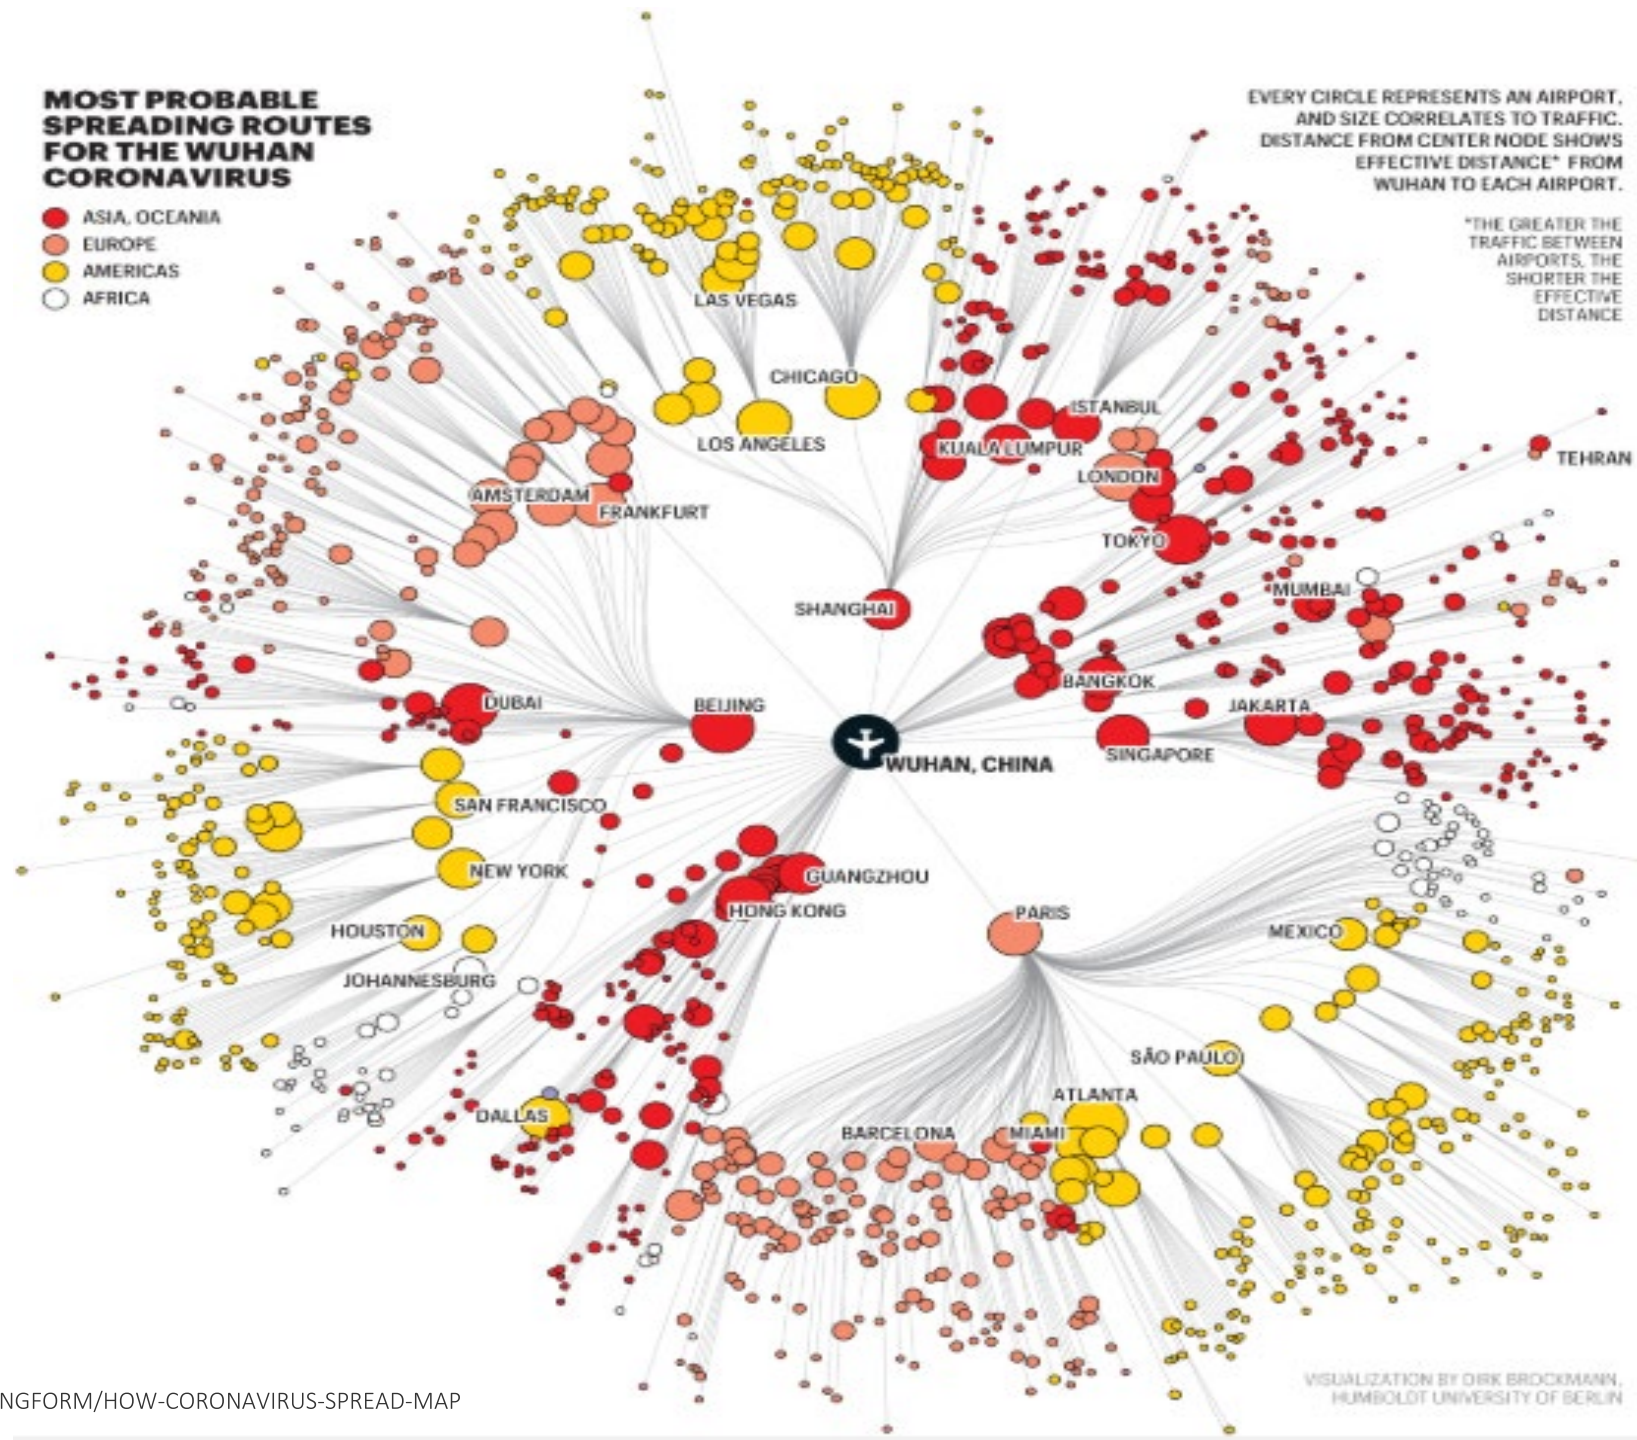 MOST PROBABLE
SPREADING ROUTES
FOR THE WUHAN
CORONAVIRUS
ASIA, OCEANIA
EUROPE
AMERICAS
AFRICA
EVERY CIRCLE REPRESENTS AN AIRPORT,
AND SIZE CORRELATES TO TRAFFIC.
DISTANCE FROM CENTER NODE SHOWS
EFFECTIVE DISTANCE* FROM
WUHAN TO EACH AIRPORT.
*THE GREATER THE
TRAFFIC BETWEEN
AIRPORTS, THE
SHORTER THE
EFFECTIVE
DISTANCE
LAS VEGAS
CHICAGO
LOS ANGELES
ISTANBUL
KUALA LUMPUR
LONDON
TEHRAN
AMSTERDAM
FRANKFURT
TOKYO
MUMBAI
SHANGHAI
BANGKOK
DUBAI
BEIJING
JAKARTA
SINGAPORE
WUHAN, CHINA
SAN FRANCISCO
NEW YORK
GUANGZHOU
HONG KONG
PARIS
HOUSTON
MEXICO
JOHANNESBURG
SÃO PAULO
ATLANTA
DALLAS
BARCELONA
MIAMI
VISUALIZATION BY DIRK BROCKMANN,
HUMBOLDT UNIVERSITY OF BERLIN
NGFORM/HOW-CORONAVIRUS-SPREAD-MAP